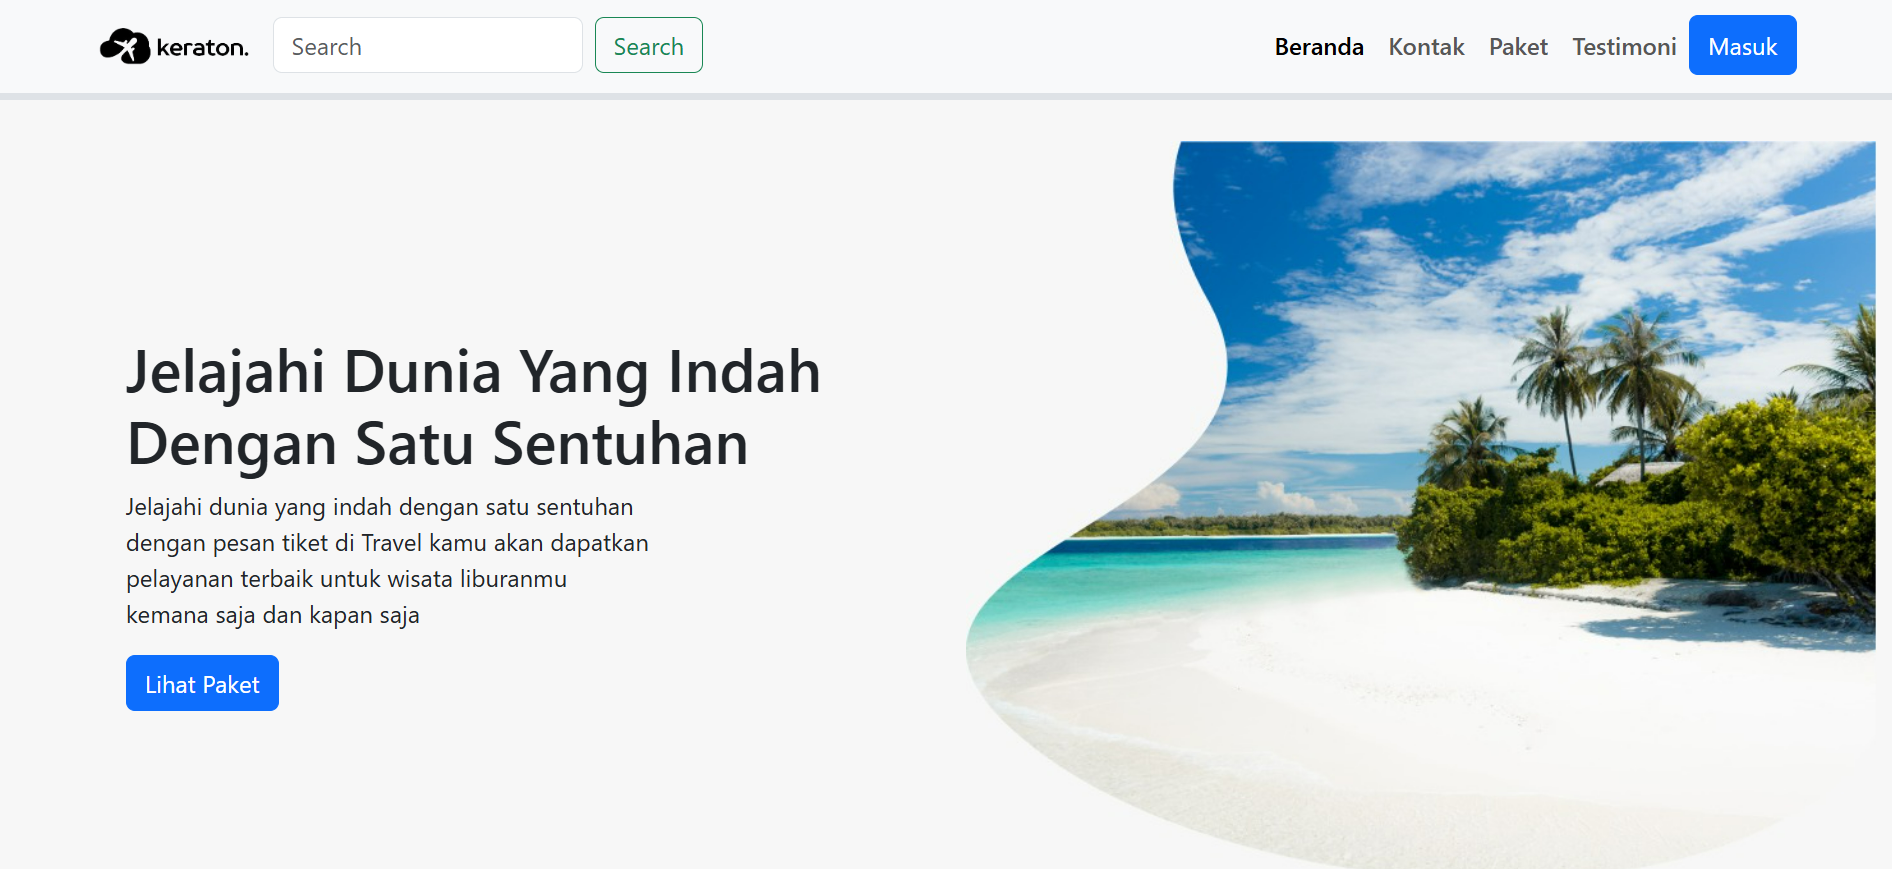 keraton.
Search
Search
Beranda
Kontak
Paket
Testimoni
Masuk
Jelajahi Dunia Yang Indah
Dengan Satu Sentuhan
Jelajahi dunia yang indah dengan satu sentuhan
dengan pesan tiket di Travel kamu akan dapatkan
pelayanan terbaik untuk wisata liburanmu
kemana saja dan kapan saja
Lihat Paket